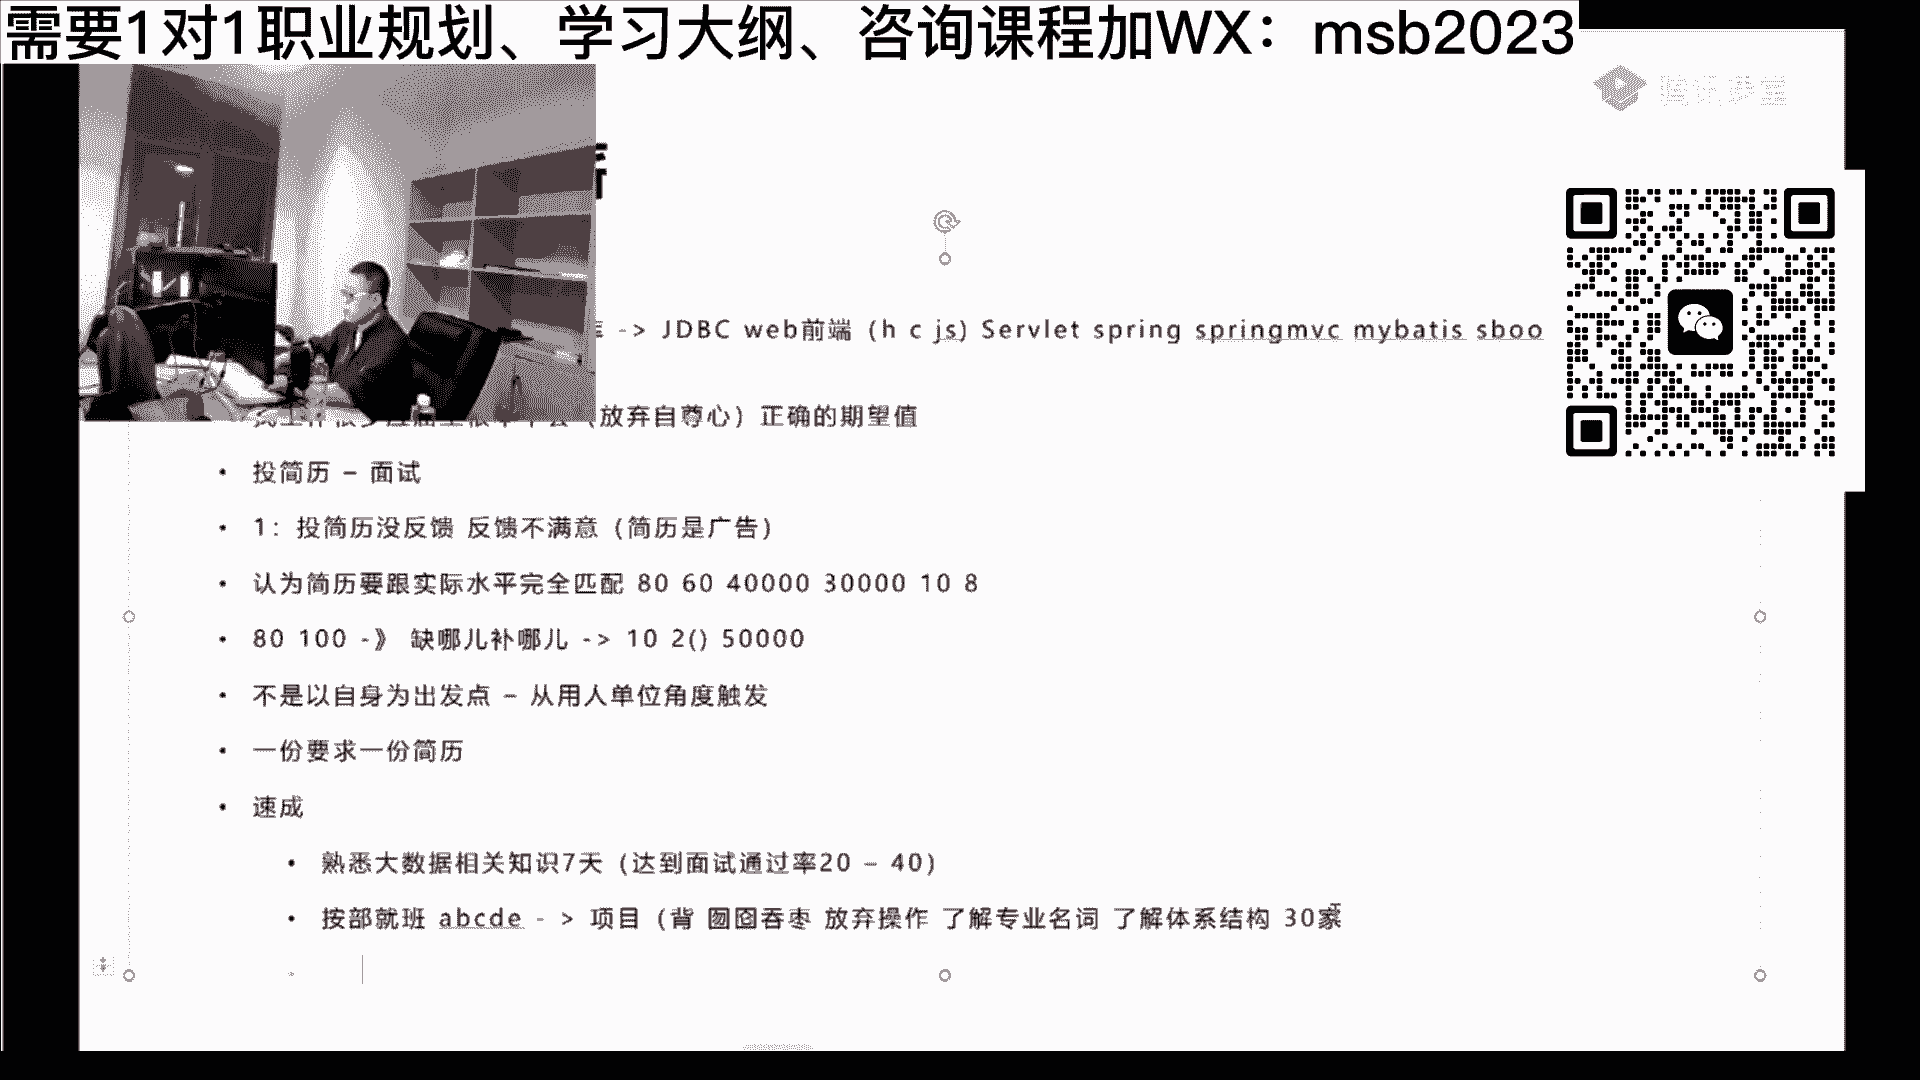 需要1对1职业规划、学习大纲、咨询课程加WX：msb2023
腾讯课堂
-> JDBC web前端（h c js）Servlet spring springmvc mybatis sboo
（放弃自尊心）正确的期望值
• 投简历 – 面试
• 1：投简历没反馈 反馈不满意（简历是广告）
• 认为简历要跟实际水平完全匹配 80 60 40000 30000 10 8
• 80 100 -》 缺哪儿补哪儿 -> 10 2() 50000
• 不是以自身为出发点 – 从用人单位角度触发
• 一份要求一份简历
• 速成
• 熟悉大数据相关知识7天（达到面试通过率20 – 40）
• 按部就班 abcde - > 项目（背 囫囵吞枣 放弃操作 了解专业名词 了解体系结构 30家